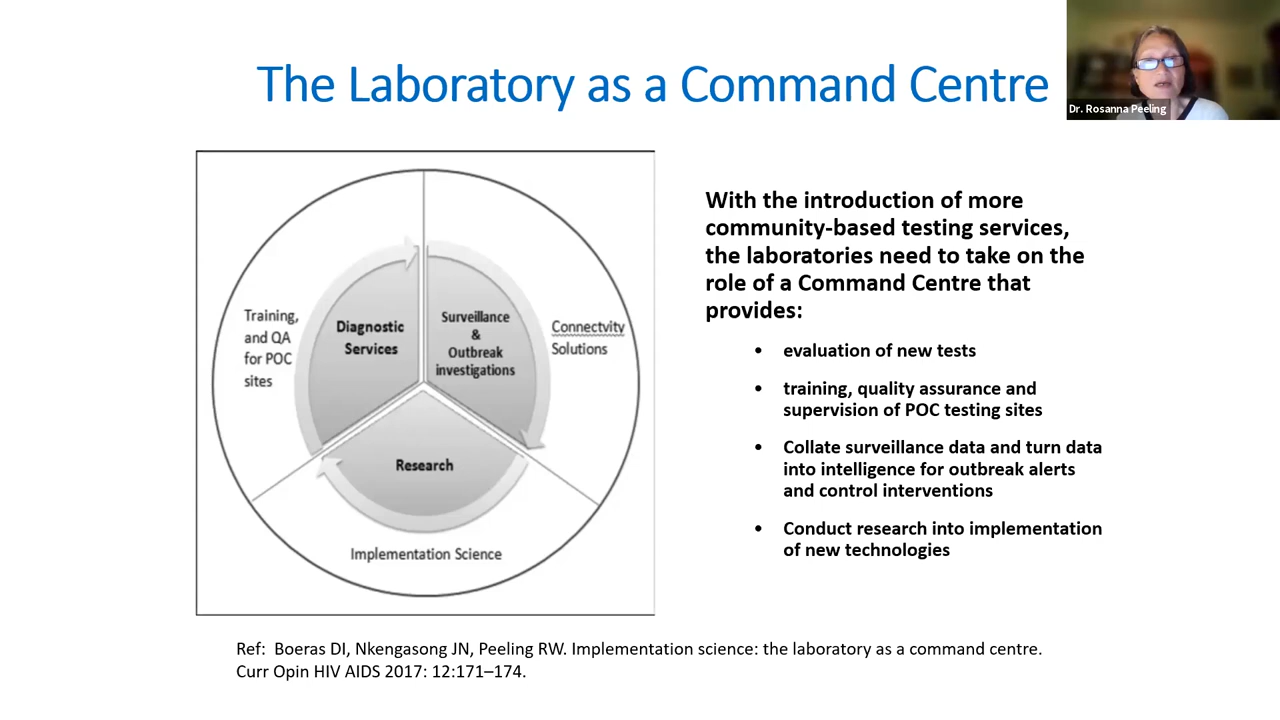 The Laboratory as a Command Centre
Dr. Rosanna Peeling
Training,
and QA
for POC
sites
Diagnostic
Services
Surveillance
&
Outbreak
investigations
Connectvity
Solutions
Research
Implementation Science
With the introduction of more
community-based testing services,
the laboratories need to take on the
role of a Command Centre that
provides:
• evaluation of new tests
• training, quality assurance and
supervision of POC testing sites
• Collate surveillance data and turn data
into intelligence for outbreak alerts
and control interventions
• Conduct research into implementation
of new technologies
Ref: Boeras DI, Nkengasong JN, Peeling RW. Implementation science: the laboratory as a command centre.
Curr Opin HIV AIDS 2017: 12:171–174.